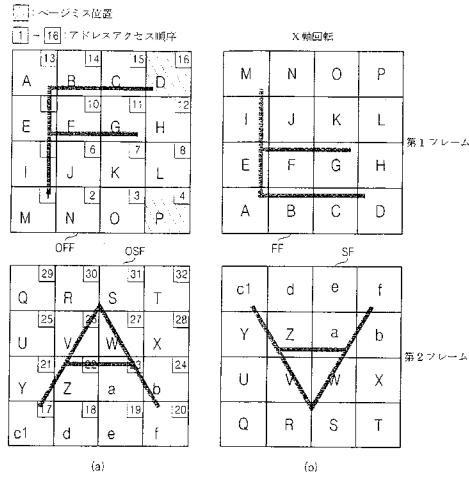 :ページミス位置
1 ~ 16 :アドレスアクセス順序
X軸回転
13 14 15 16
A B C D
9 10 11 12
E F G H
5 6 7 8
I J K L
1 2 3 4
M N O P
M N O P
I J K L
E F G H
A B C D
第1フレーム
OFF OSF
FF SF
29 30 31 32
Q R S T
25 26 27 28
U V W X
21 22 23 24
Y Z a b
17 18 19 20
c1 d e f
c1 d e f
Y Z a b
U V W X
Q R S T
第2フレーム
(a)
(b)